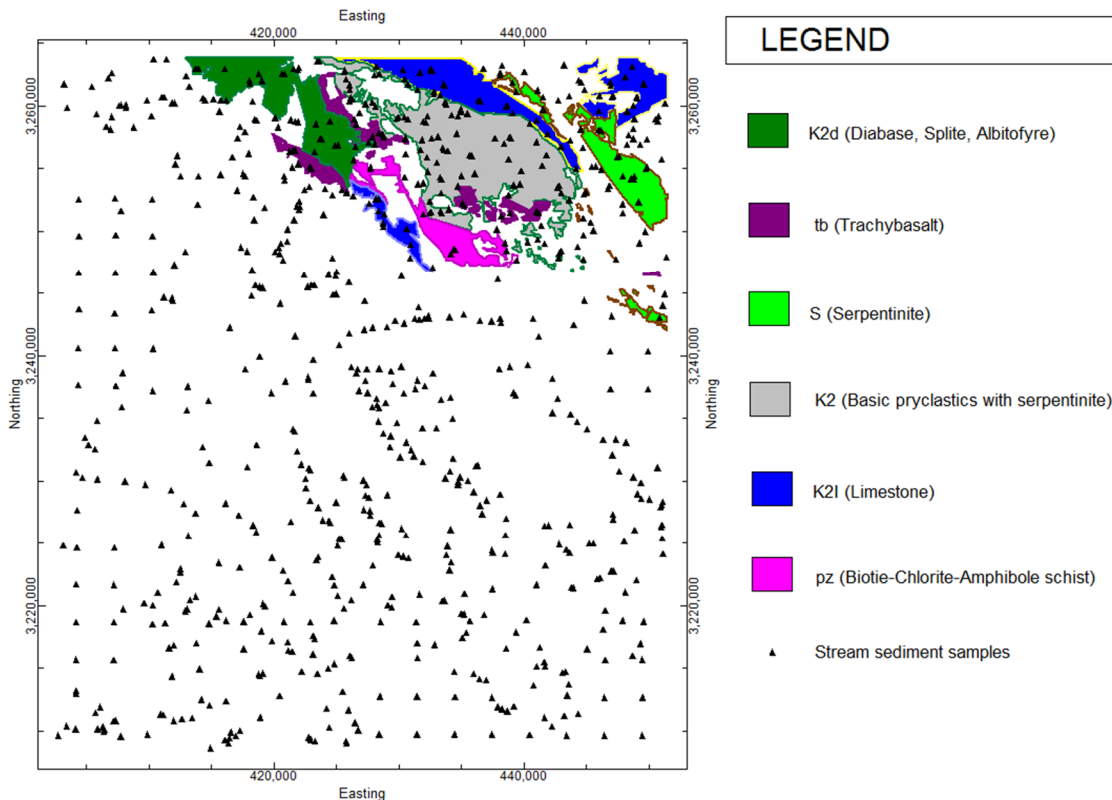 Easting
420,000
440,000
LEGEND
3,260,000
3,260,000
K2d (Diabase, Splite, Albitofyre)
tb (Trachybasalt)
S (Serpentinite)
3,240,000
3,240,000
Northing
Northing
K2 (Basic pryclastics with serpentinite)
K2l (Limestone)
pz (Biotie-Chlorite-Amphibole schist)
3,220,000
3,220,000
Stream sediment samples
420,000
440,000
Easting